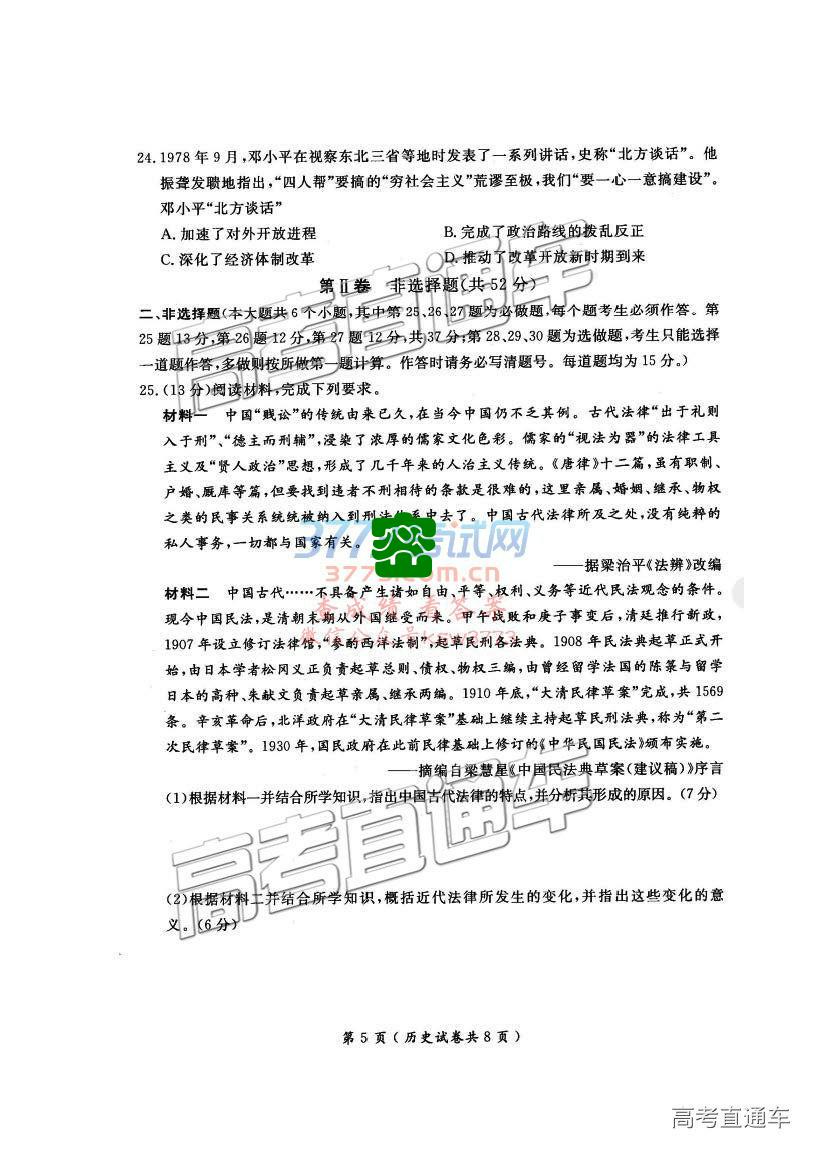 24.1978 年 9 月,邓小平在视察东北三省等地时发表了一系列讲话,史称“北方谈话”。他
振聋发聩地指出,“四人帮”要搞的“穷社会主义”荒谬至极,我们“要一心一意搞建设”。
邓小平“北方谈话”
A. 加速了对外开放进程 B. 完成了政治路线的拨乱反正
C. 深化了经济体制改革 D. 推动了改革开放新时期到来
第Ⅱ卷 非选择题(共 52 分)
二、非选择题(本大题共 6 个小题,其中第 25、26、27 题为必做题,每个题考生必须作答。第
25 题 13 分,第 26 题 12 分,第 27 题 12 分,共 37 分;第 28、29、30 题为选做题,考生只能选择
一道题作答,多做则按所做第一题计算。作答时请务必写清题号。每道题均为 15 分。)
25.(13 分)阅读材料,完成下列要求。
材料一 中国“贱讼”的传统由来已久,在当今中国仍不乏其例。古代法律“出于礼则
入于刑”、“德主而刑辅”,浸染了浓厚的儒家文化色彩。儒家的“视法为器”的法律工具
主义及“贤人政治”思想,形成了几千年来的人治主义传统。《唐律》十二篇,虽有职制、
户婚、厩库等篇,但要找到违者不刑相待的条款是很难的,这里亲属、婚姻、继承、物权
之类的民事关系统统被纳入到刑法体系中去了。中国古代法律所及之处,没有纯粹的
私人事务,一切都与国家有关。
——据梁治平《法辨》改编
材料二 中国古代……不具备产生诸如自由、平等、权利、义务等近代民法观念的条件。
现今中国民法,是清朝末期从外国继受而来。甲午战败和庚子事变后,清廷推行新政,
1907 年设立修订法律馆,“参酌西洋法制”,起草民刑各法典。1908 年民法典起草正式开
始,由日本学者松冈义正负责起草总则、债权、物权三编,由曾经留学法国的陈箓与留学
日本的高种、朱献文负责起草亲属、继承两编。1910 年底,“大清民律草案”完成,共 1569
条。辛亥革命后,北洋政府在“大清民律草案”基础上继续主持起草民刑法典,称为“第二
次民律草案”。1930 年,国民政府在此前民律基础上修订的《中华民国民法》颁布实施。
——摘编自梁慧星《中国民法典草案(建议稿)》序言
(1)根据材料一并结合所学知识,指出中国古代法律的特点,并分析其形成的原因。(7 分)
(2)根据材料二并结合所学知识,概括近代法律所发生的变化,并指出这些变化的意
义。(6 分)
第 5 页(历史试卷共 8 页)
高考直通车
高考直通车
3773考试网
3773.com.cn
查成绩 看答案
高考直通车